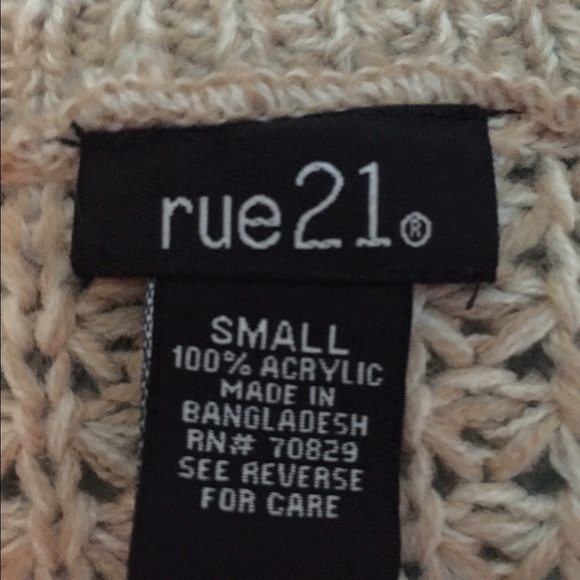 rue21®
SMALL
100% ACRYLIC
MADE IN
BANGLADESH
RN# 70829
SEE REVERSE
FOR CARE